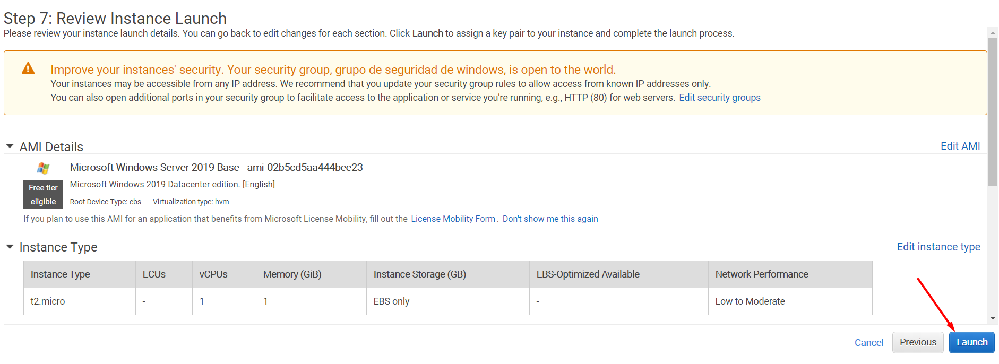 Step 7: Review Instance Launch
Please review your instance launch details. You can go back to edit changes for each section. Click Launch to assign a key pair to your instance and complete the launch process.
Improve your instances' security. Your security group, grupo de seguridad de windows, is open to the world.
Your instances may be accessible from any IP address. We recommend that you update your security group rules to allow access from known IP addresses only.
You can also open additional ports in your security group to facilitate access to the application or service you're running, e.g., HTTP (80) for web servers. Edit security groups
AMI Details Edit AMI
Microsoft Windows Server 2019 Base - ami-02b5cd5aa444bee23
Free tier eligible
Microsoft Windows 2019 Datacenter edition. [English]
Root Device Type: ebs Virtualization type: hvm
If you plan to use this AMI for an application that benefits from Microsoft License Mobility, fill out the License Mobility Form. Don't show me this again
Instance Type Edit instance type
Instance Type ECUs vCPUs Memory (GiB) Instance Storage (GB) EBS-Optimized Available Network Performance
t2.micro - 1 1 EBS only - Low to Moderate
Cancel Previous Launch